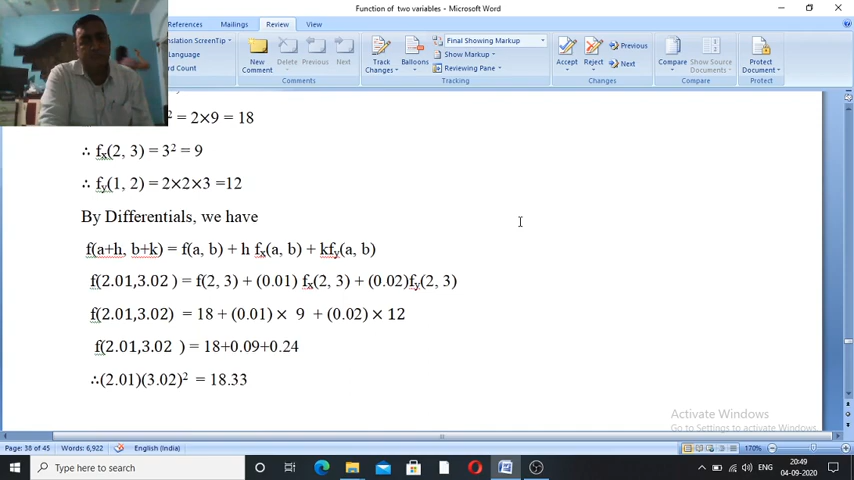 Function of two variables - Microsoft Word
References Mailings Review View
Translation ScreenTip Language Word Count
New Comment Delete Previous Next
Comments
Track Changes Balloons
Final Showing Markup
Show Markup
Reviewing Pane
Tracking
Accept Reject Previous Next
Changes
Compare Show Source Documents
Compare
Protect Document
Protect
² = 2×9 = 18
∴ fₓ(2, 3) = 3² = 9
∴ fᵧ(1, 2) = 2×2×3 =12
By Differentials, we have
f(a+h, b+k) = f(a, b) + h fₓ(a, b) + kfᵧ(a, b)
f(2.01,3.02 ) = f(2, 3) + (0.01) fₓ(2, 3) + (0.02)fᵧ(2, 3)
f(2.01,3.02) = 18 + (0.01) × 9 + (0.02) × 12
f(2.01,3.02 ) = 18+0.09+0.24
∴(2.01)(3.02)² = 18.33
Activate Windows
Go to Settings to activate Windows.
Page: 38 of 45 Words: 6,922 English (India) 170%
Type here to search
ENG
20:49
04-09-2020